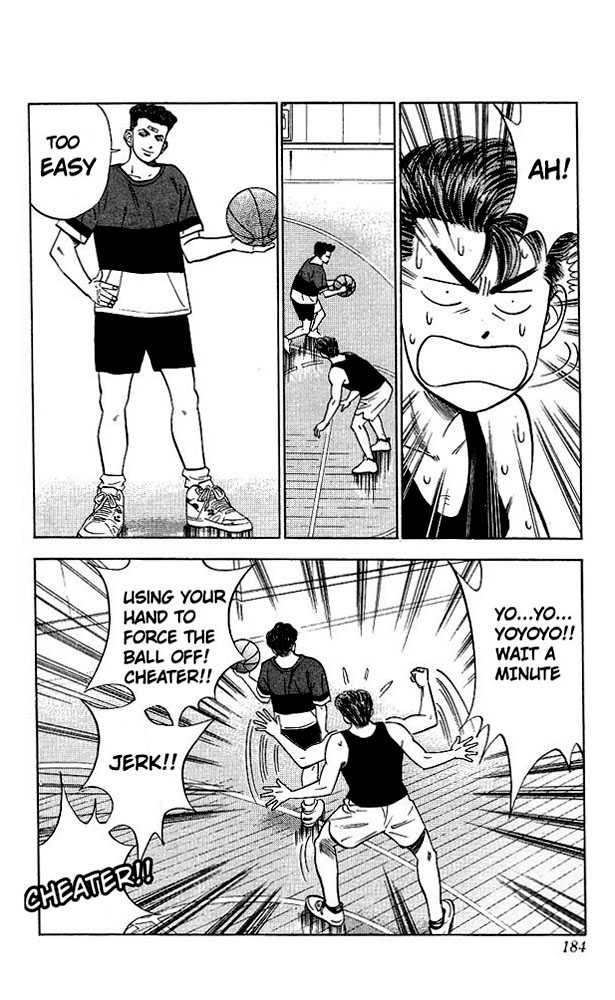 AH!
TOO
EASY
YO...YO...
YOYOYO!!
WAIT A
MINUTE
USING YOUR
HAND TO
FORCE THE
BALL OFF!
CHEATER!!
JERK!!
CHEATER!!
184